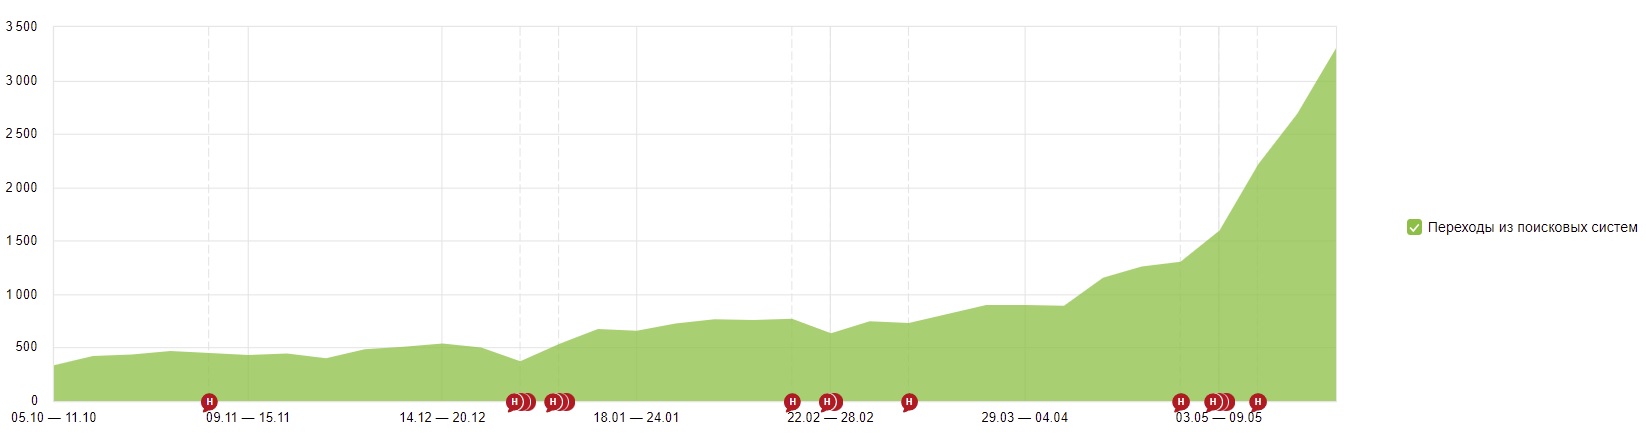 3 500
3 000
2 500
2 000
1 500
1 000
500
0
05.10 — 11.10 09.11 — 15.11 14.12 — 20.12 18.01 — 24.01 22.02 — 28.02 29.03 — 04.04 03.05 — 09.05
Н Н Н Н Н Н Н Н Н
Переходы из поисковых систем